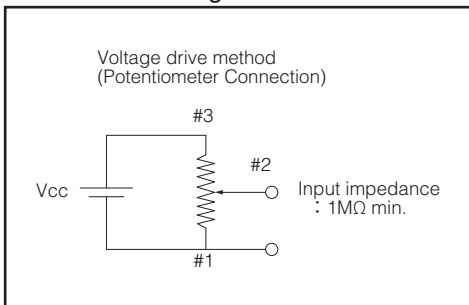 Voltage drive method
(Potentiometer Connection)
#3
#2
Vcc
Input impedance
: 1MΩ min.
#1